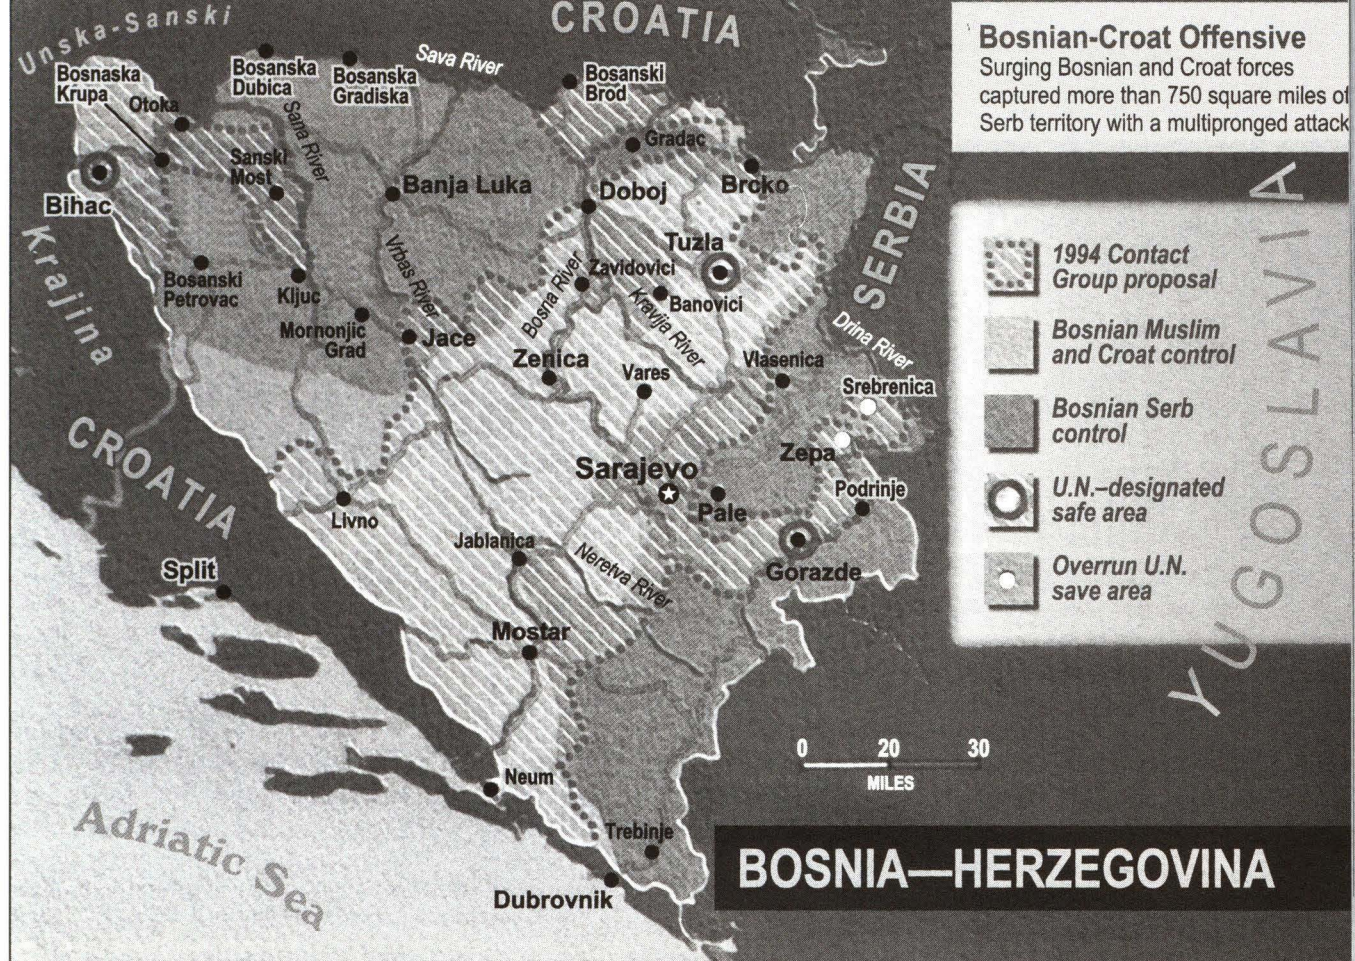 CROATIA
Unska-Sanski
Bosnaska
Krupa
Otoka
Bosanska
Dubica
Bosanska
Gradiska
Sava River
Bosanski
Brod
Sana River
Sanski
Most
Gradac
Banja Luka
Doboj
Brcko
Bihac
Krajina
SERBIA
Tuzla
Vrbas River
Bosanski
Petrovac
Kljuc
Bosna River
Zavidovici
Banovici
Kravija River
Mornonjic
Grad
Jace
Drina River
Zenica
Vares
Vlasenica
Srebrenica
CROATIA
Sarajevo
Zepa
Pale
Podrinje
Livno
Jablanica
Neretva River
Gorazde
Split
Mostar
Neum
Trebinje
Dubrovnik
Adriatic Sea
Bosnian-Croat Offensive
Surging Bosnian and Croat forces
captured more than 750 square miles of
Serb territory with a multipronged attack
1994 Contact
Group proposal
Bosnian Muslim
and Croat control
Bosnian Serb
control
U.N.–designated
safe area
Overrun U.N.
save area
YUGOSLAVIA
0 20 30
MILES
BOSNIA—HERZEGOVINA